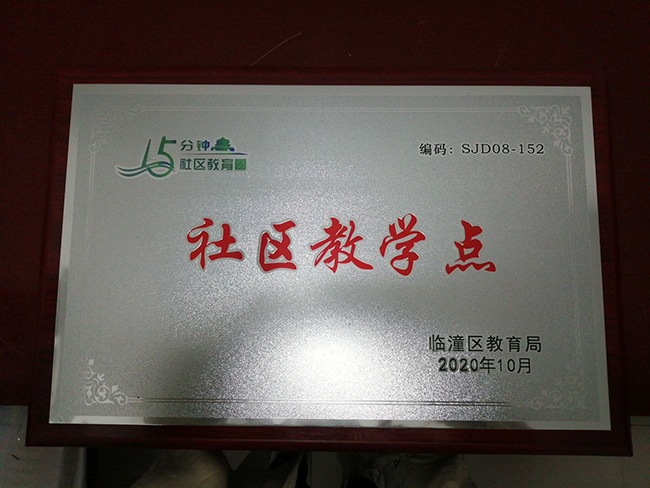 15分钟
社区教育圈
编码：SJD08-152
社区教学点
临潼区教育局
2020年10月